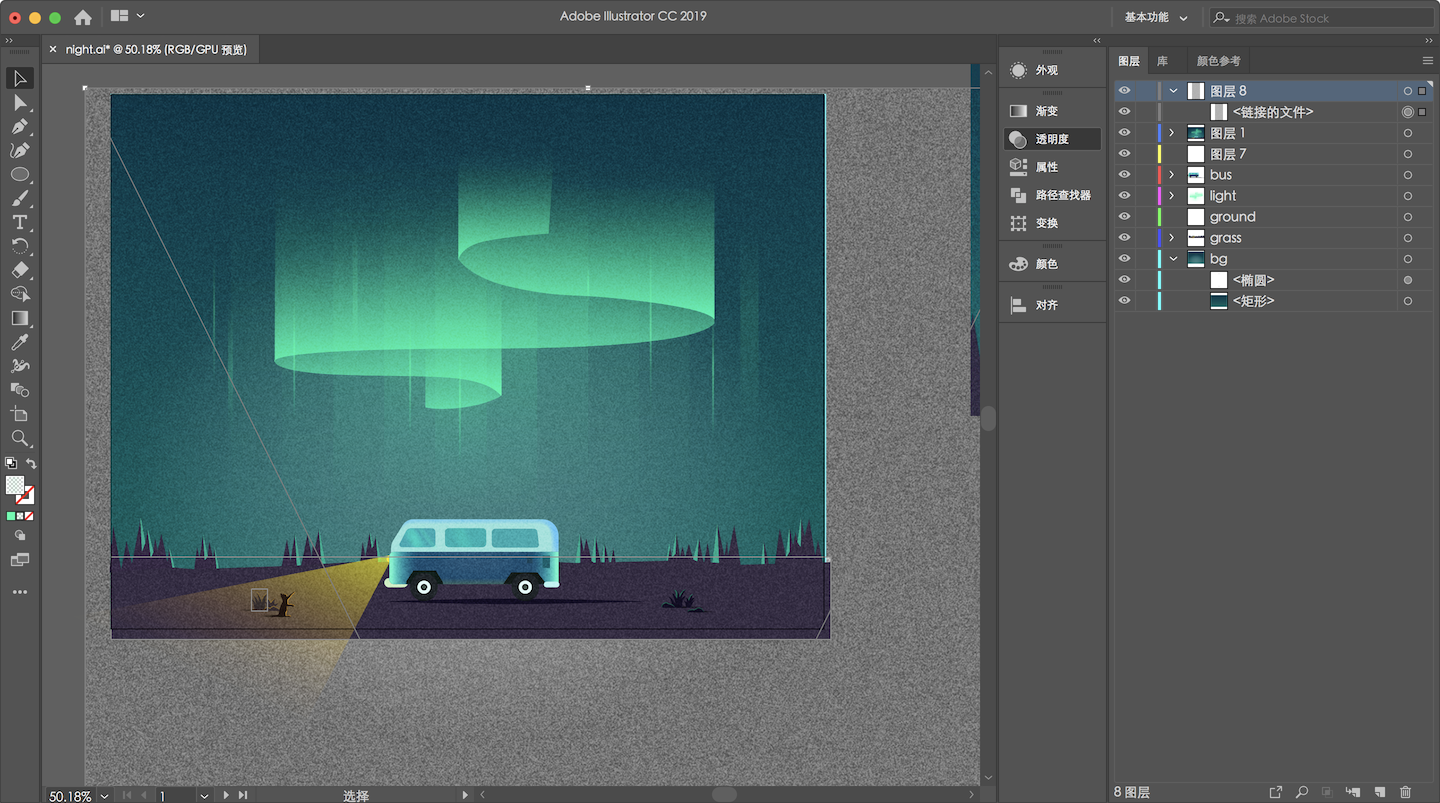 Adobe Illustrator CC 2019
基本功能
搜索 Adobe Stock
night.ai* @ 50.18% (RGB/GPU 预览)
外观
渐变
透明度
属性
路径查找器
变换
颜色
对齐
图层
库
颜色参考
图层 8
<链接的文件>
图层 1
图层 7
bus
light
ground
grass
bg
<椭圆>
<矩形>
50.18%
1
选择
8 图层